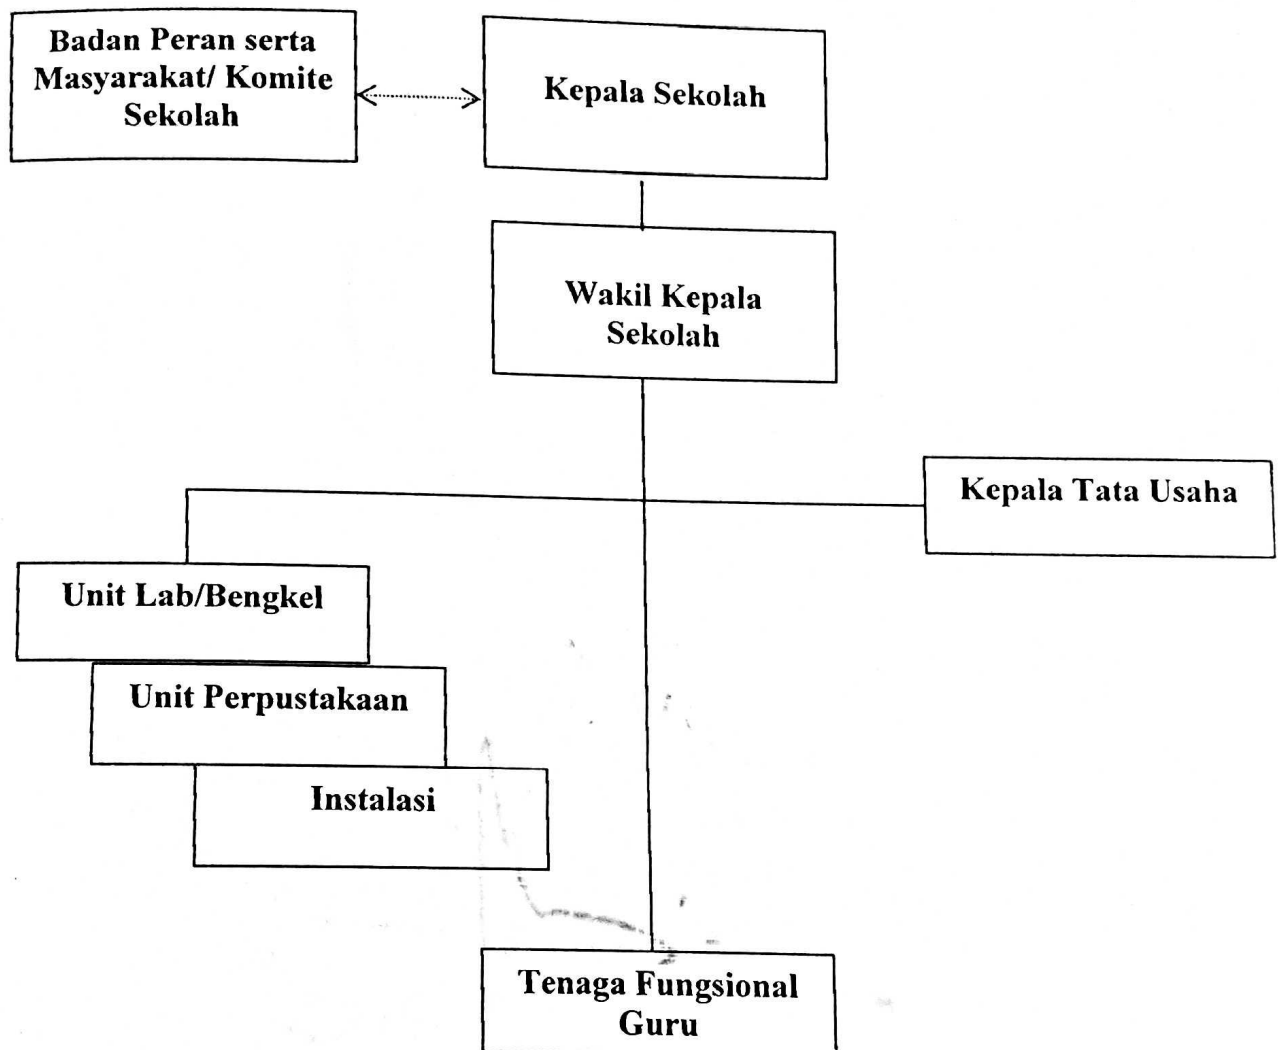 Badan Peran serta
Masyarakat/ Komite
Sekolah
Kepala Sekolah
Wakil Kepala
Sekolah
Kepala Tata Usaha
Unit Lab/Bengkel
Unit Perpustakaan
Instalasi
Tenaga Fungsional
Guru